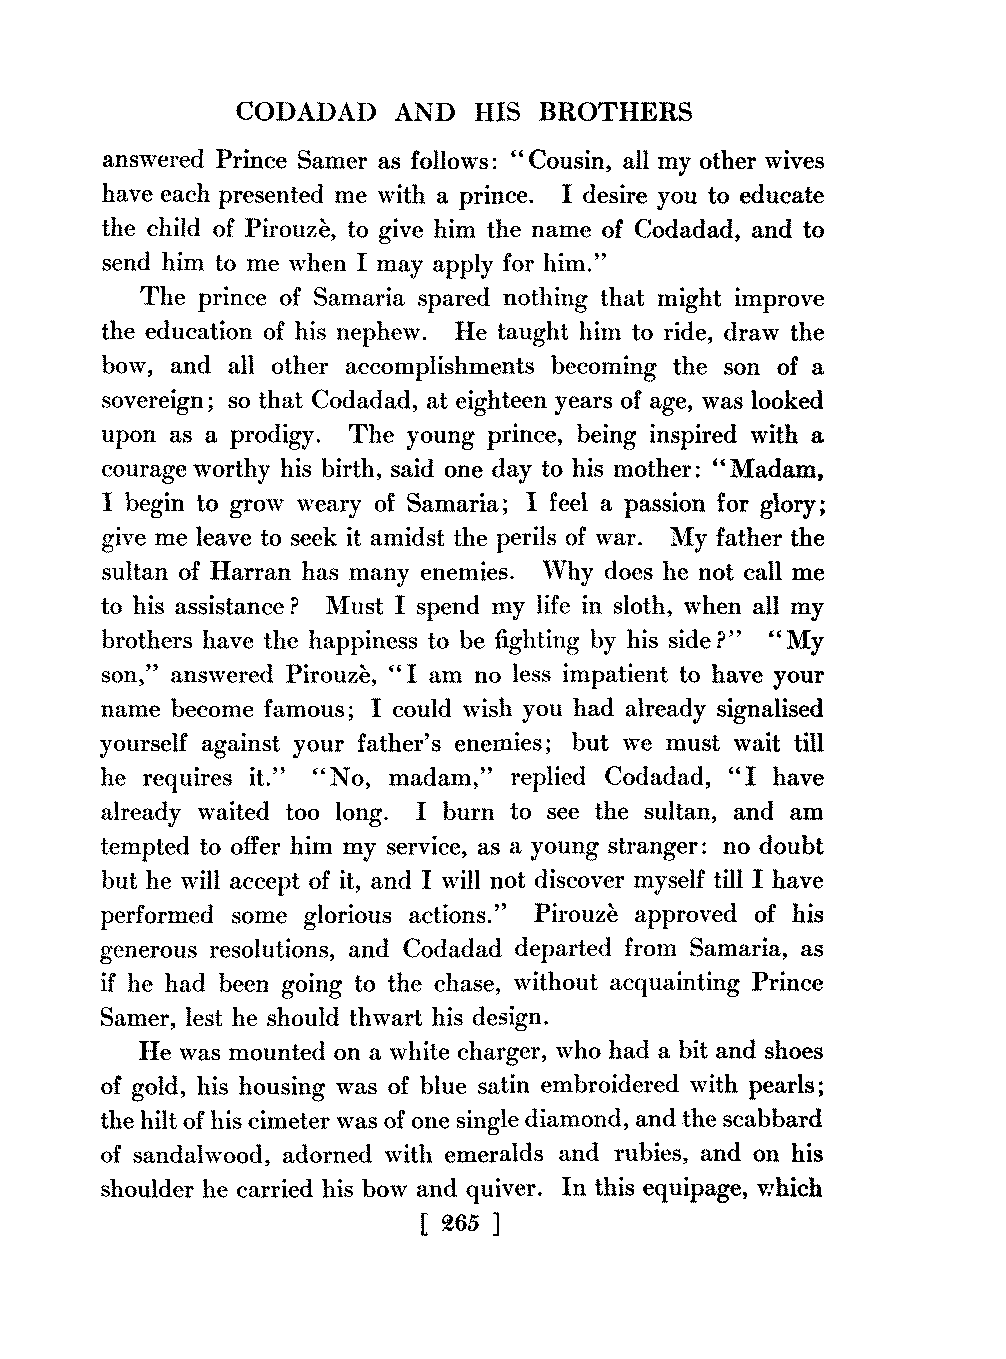 CODADAD AND HIS BROTHERS
answered Prince Samer as follows: “Cousin, all my other wives
have each presented me with a prince. I desire you to educate
the child of Pirouzè, to give him the name of Codadad, and to
send him to me when I may apply for him.”
The prince of Samaria spared nothing that might improve
the education of his nephew. He taught him to ride, draw the
bow, and all other accomplishments becoming the son of a
sovereign; so that Codadad, at eighteen years of age, was looked
upon as a prodigy. The young prince, being inspired with a
courage worthy his birth, said one day to his mother: “Madam,
I begin to grow weary of Samaria; I feel a passion for glory;
give me leave to seek it amidst the perils of war. My father the
sultan of Harran has many enemies. Why does he not call me
to his assistance? Must I spend my life in sloth, when all my
brothers have the happiness to be fighting by his side?” “My
son,” answered Pirouzè, “I am no less impatient to have your
name become famous; I could wish you had already signalised
yourself against your father’s enemies; but we must wait till
he requires it.” “No, madam,” replied Codadad, “I have
already waited too long. I burn to see the sultan, and am
tempted to offer him my service, as a young stranger: no doubt
but he will accept of it, and I will not discover myself till I have
performed some glorious actions.” Pirouzè approved of his
generous resolutions, and Codadad departed from Samaria, as
if he had been going to the chase, without acquainting Prince
Samer, lest he should thwart his design.
He was mounted on a white charger, who had a bit and shoes
of gold, his housing was of blue satin embroidered with pearls;
the hilt of his cimeter was of one single diamond, and the scabbard
of sandalwood, adorned with emeralds and rubies, and on his
shoulder he carried his bow and quiver. In this equipage, which
[ 265 ]